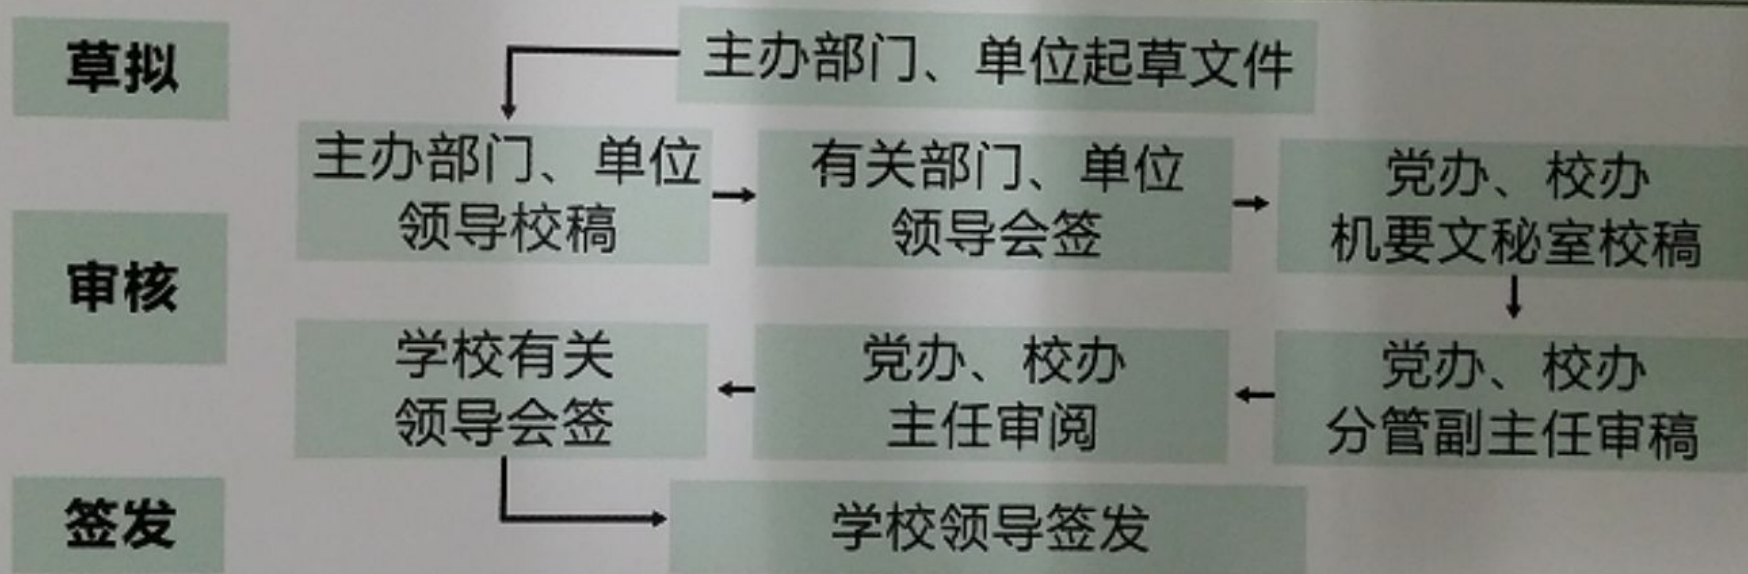 草拟
主办部门、单位起草文件
主办部门、单位
领导校稿
有关部门、单位
领导会签
党办、校办
机要文秘室校稿
审核
学校有关
领导会签
党办、校办
主任审阅
党办、校办
分管副主任审稿
签发
学校领导签发